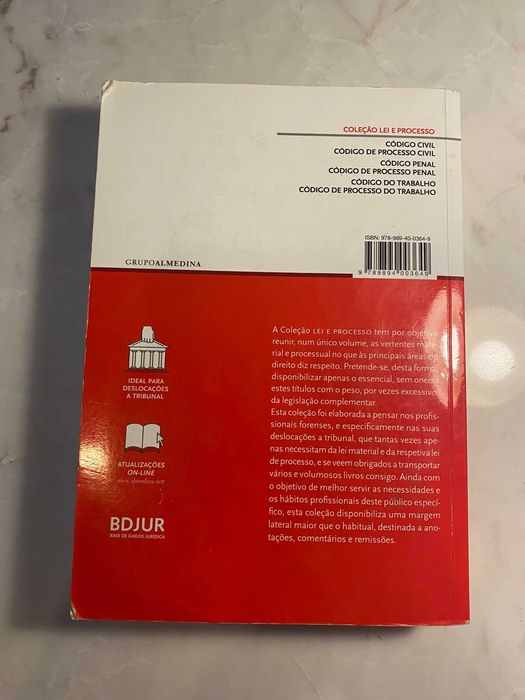 COLEÇÃO LEI E PROCESSO
CÓDIGO CIVIL
CÓDIGO DE PROCESSO CIVIL
CÓDIGO PENAL
CÓDIGO DE PROCESSO PENAL
CÓDIGO DO TRABALHO
CÓDIGO DE PROCESSO DO TRABALHO
ISBN: 978-989-40-0364-9
9789894003649
GRUPOALMEDINA
IDEAL PARA
DESLOCAÇÕES
A TRIBUNAL
ATUALIZAÇÕES
ON-LINE
www.almedina.net
BDJUR
BASE DE DADOS JURÍDICA
A Coleção LEI E PROCESSO tem por objetivo
reunir, num único volume, as vertentes mate-
rial e processual no que às principais áreas do
direito diz respeito. Pretende-se, desta forma,
disponibilizar apenas o essencial, sem onerar
estes títulos com o peso, por vezes excessivo,
da legislação complementar.
Esta coleção foi elaborada a pensar nos profis-
sionais forenses, e especificamente nas suas
deslocações a tribunal, que tantas vezes ape-
nas necessitam da lei material e da respetiva lei
de processo, e se veem obrigados a transportar
vários e volumosos livros consigo. Ainda com
o objetivo de melhor servir as necessidades e
os hábitos profissionais deste público especí-
fico, esta coleção disponibiliza uma margem
lateral maior que o habitual, destinada a ano-
tações, comentários e remissões.